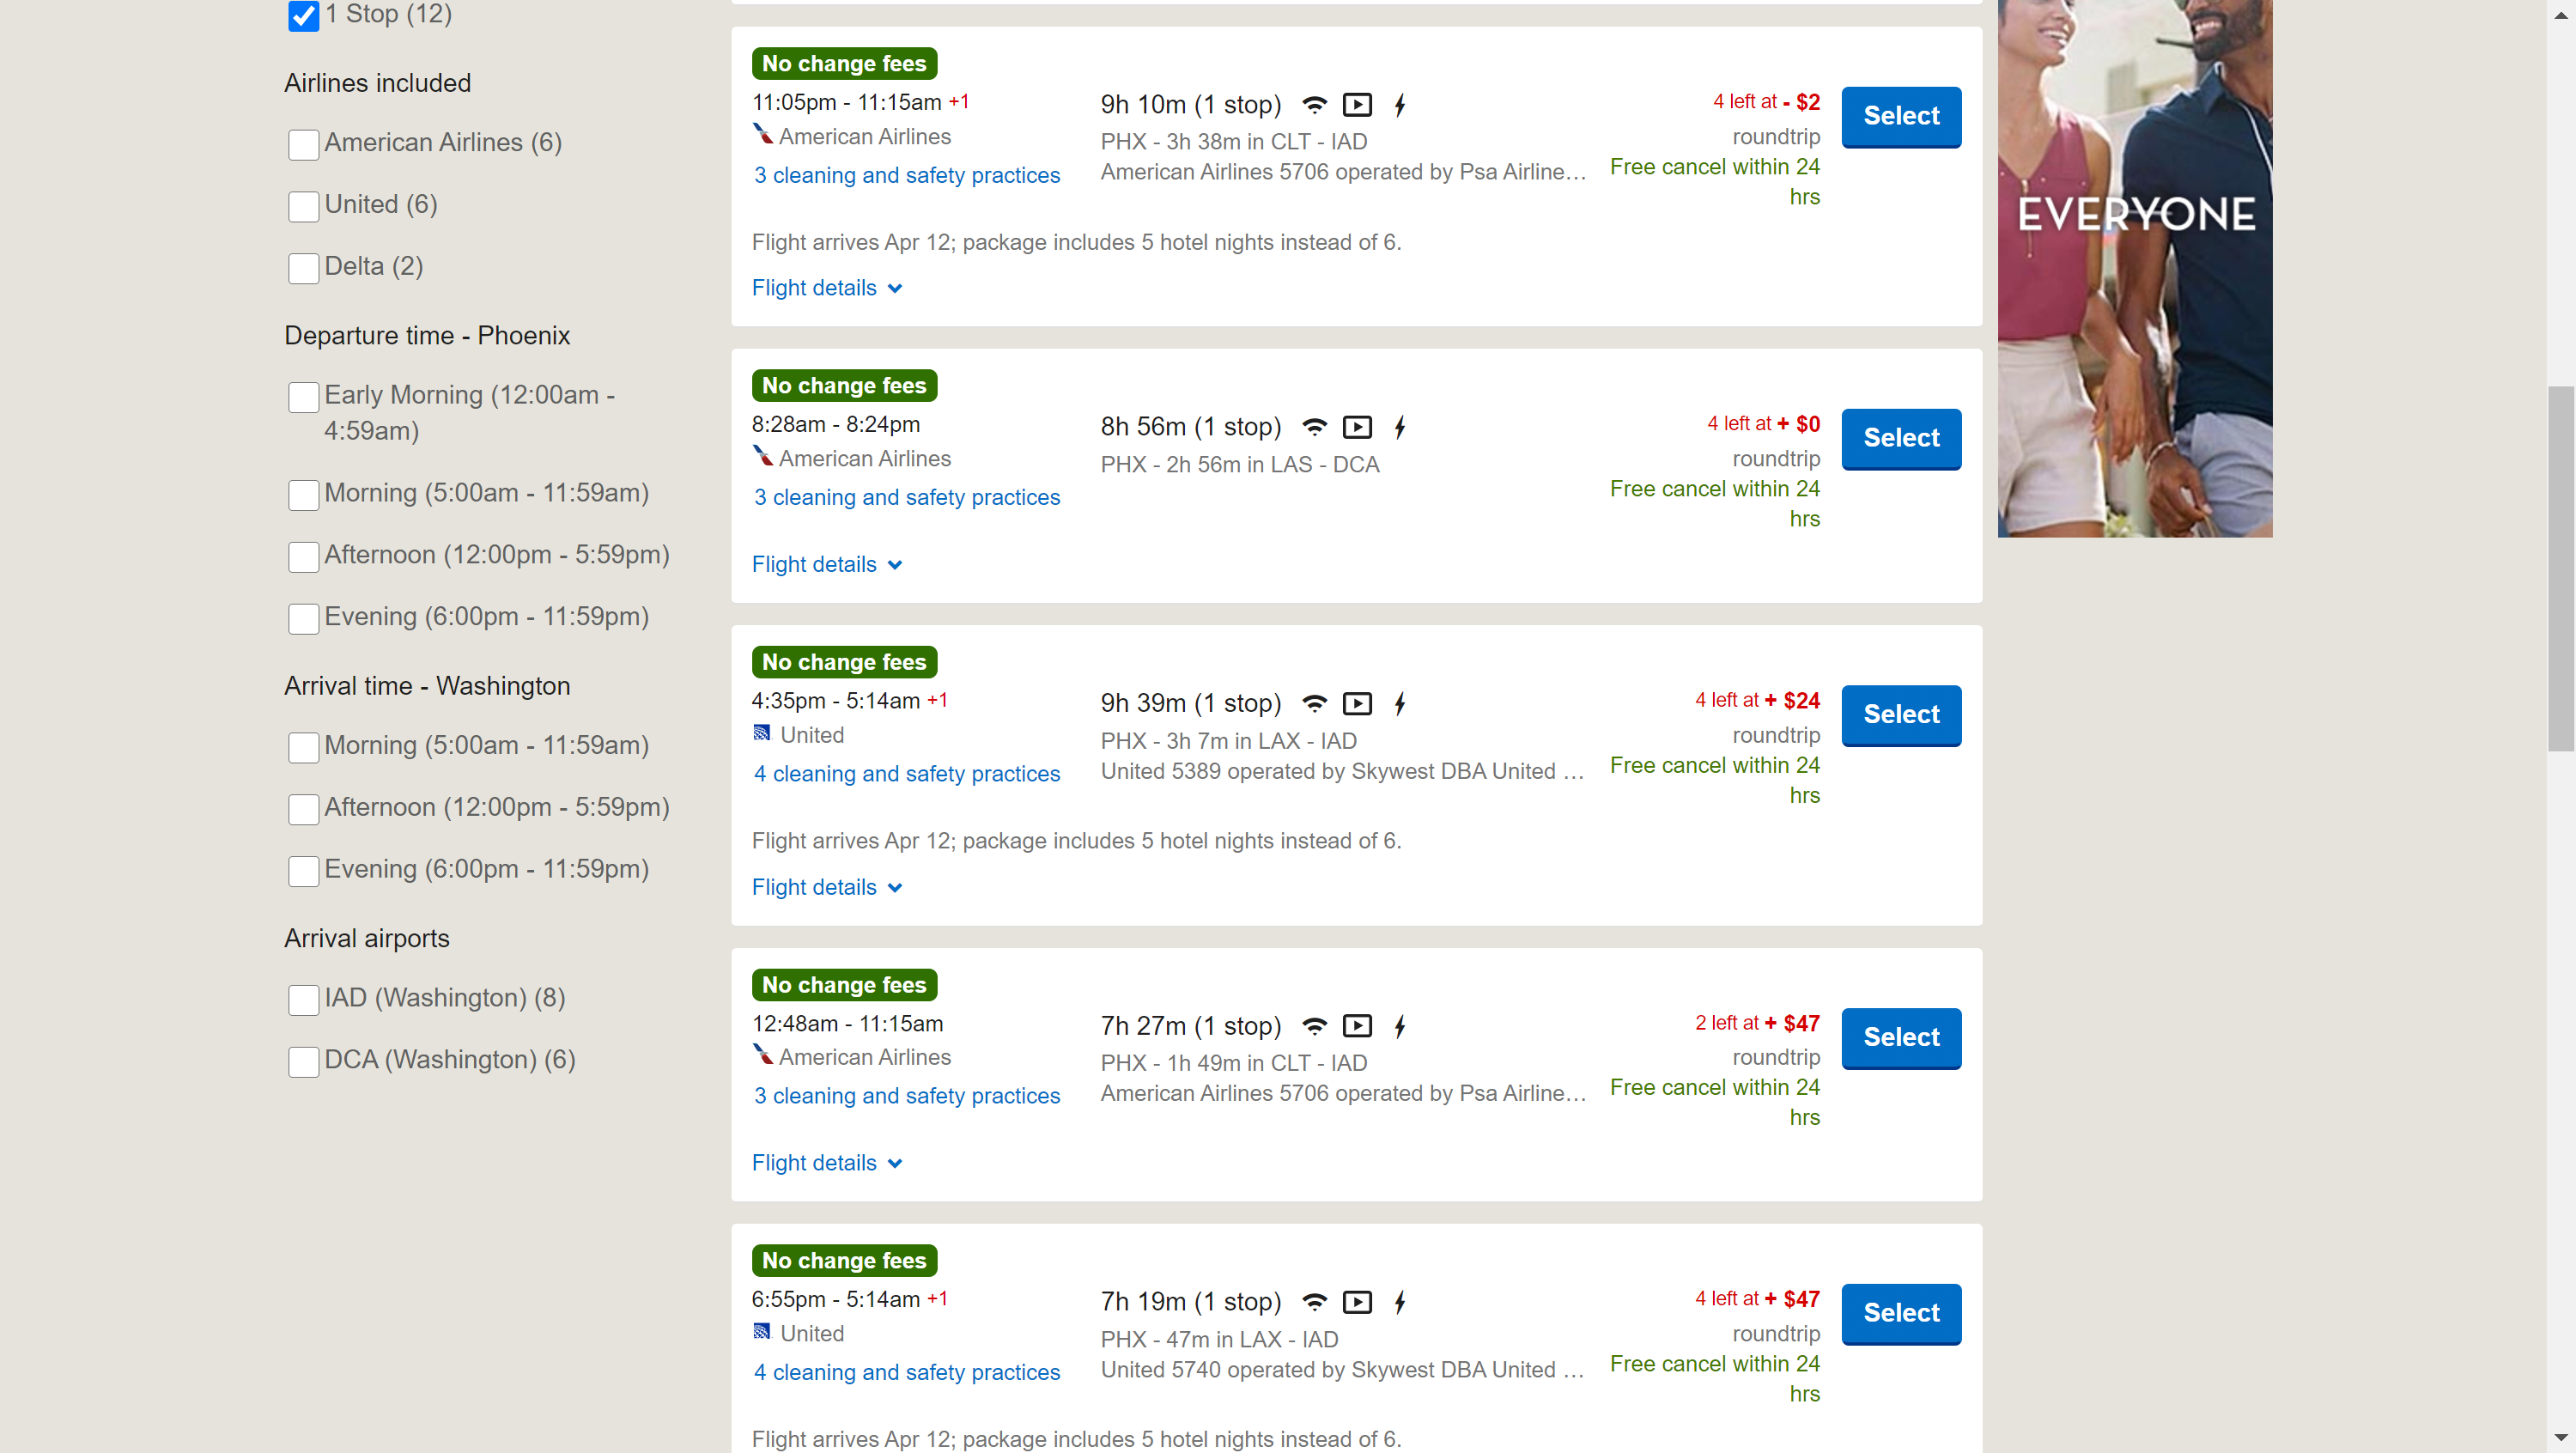 1 Stop (12)
Airlines included
American Airlines (6)
United (6)
Delta (2)
Departure time - Phoenix
Early Morning (12:00am -
4:59am)
Morning (5:00am - 11:59am)
Afternoon (12:00pm - 5:59pm)
Evening (6:00pm - 11:59pm)
Arrival time - Washington
Morning (5:00am - 11:59am)
Afternoon (12:00pm - 5:59pm)
Evening (6:00pm - 11:59pm)
Arrival airports
IAD (Washington) (8)
DCA (Washington) (6)
No change fees
11:05pm - 11:15am +1
American Airlines
3 cleaning and safety practices
9h 10m (1 stop)
PHX - 3h 38m in CLT - IAD
American Airlines 5706 operated by Psa Airline…
4 left at - $2
roundtrip
Free cancel within 24
hrs
Select
Flight arrives Apr 12; package includes 5 hotel nights instead of 6.
Flight details
No change fees
8:28am - 8:24pm
American Airlines
3 cleaning and safety practices
8h 56m (1 stop)
PHX - 2h 56m in LAS - DCA
4 left at + $0
roundtrip
Free cancel within 24
hrs
Select
Flight details
No change fees
4:35pm - 5:14am +1
United
4 cleaning and safety practices
9h 39m (1 stop)
PHX - 3h 7m in LAX - IAD
United 5389 operated by Skywest DBA United …
4 left at + $24
roundtrip
Free cancel within 24
hrs
Select
Flight arrives Apr 12; package includes 5 hotel nights instead of 6.
Flight details
No change fees
12:48am - 11:15am
American Airlines
3 cleaning and safety practices
7h 27m (1 stop)
PHX - 1h 49m in CLT - IAD
American Airlines 5706 operated by Psa Airline…
2 left at + $47
roundtrip
Free cancel within 24
hrs
Select
Flight details
No change fees
6:55pm - 5:14am +1
United
4 cleaning and safety practices
7h 19m (1 stop)
PHX - 47m in LAX - IAD
United 5740 operated by Skywest DBA United …
4 left at + $47
roundtrip
Free cancel within 24
hrs
Select
Flight arrives Apr 12; package includes 5 hotel nights instead of 6.
EVERYONE